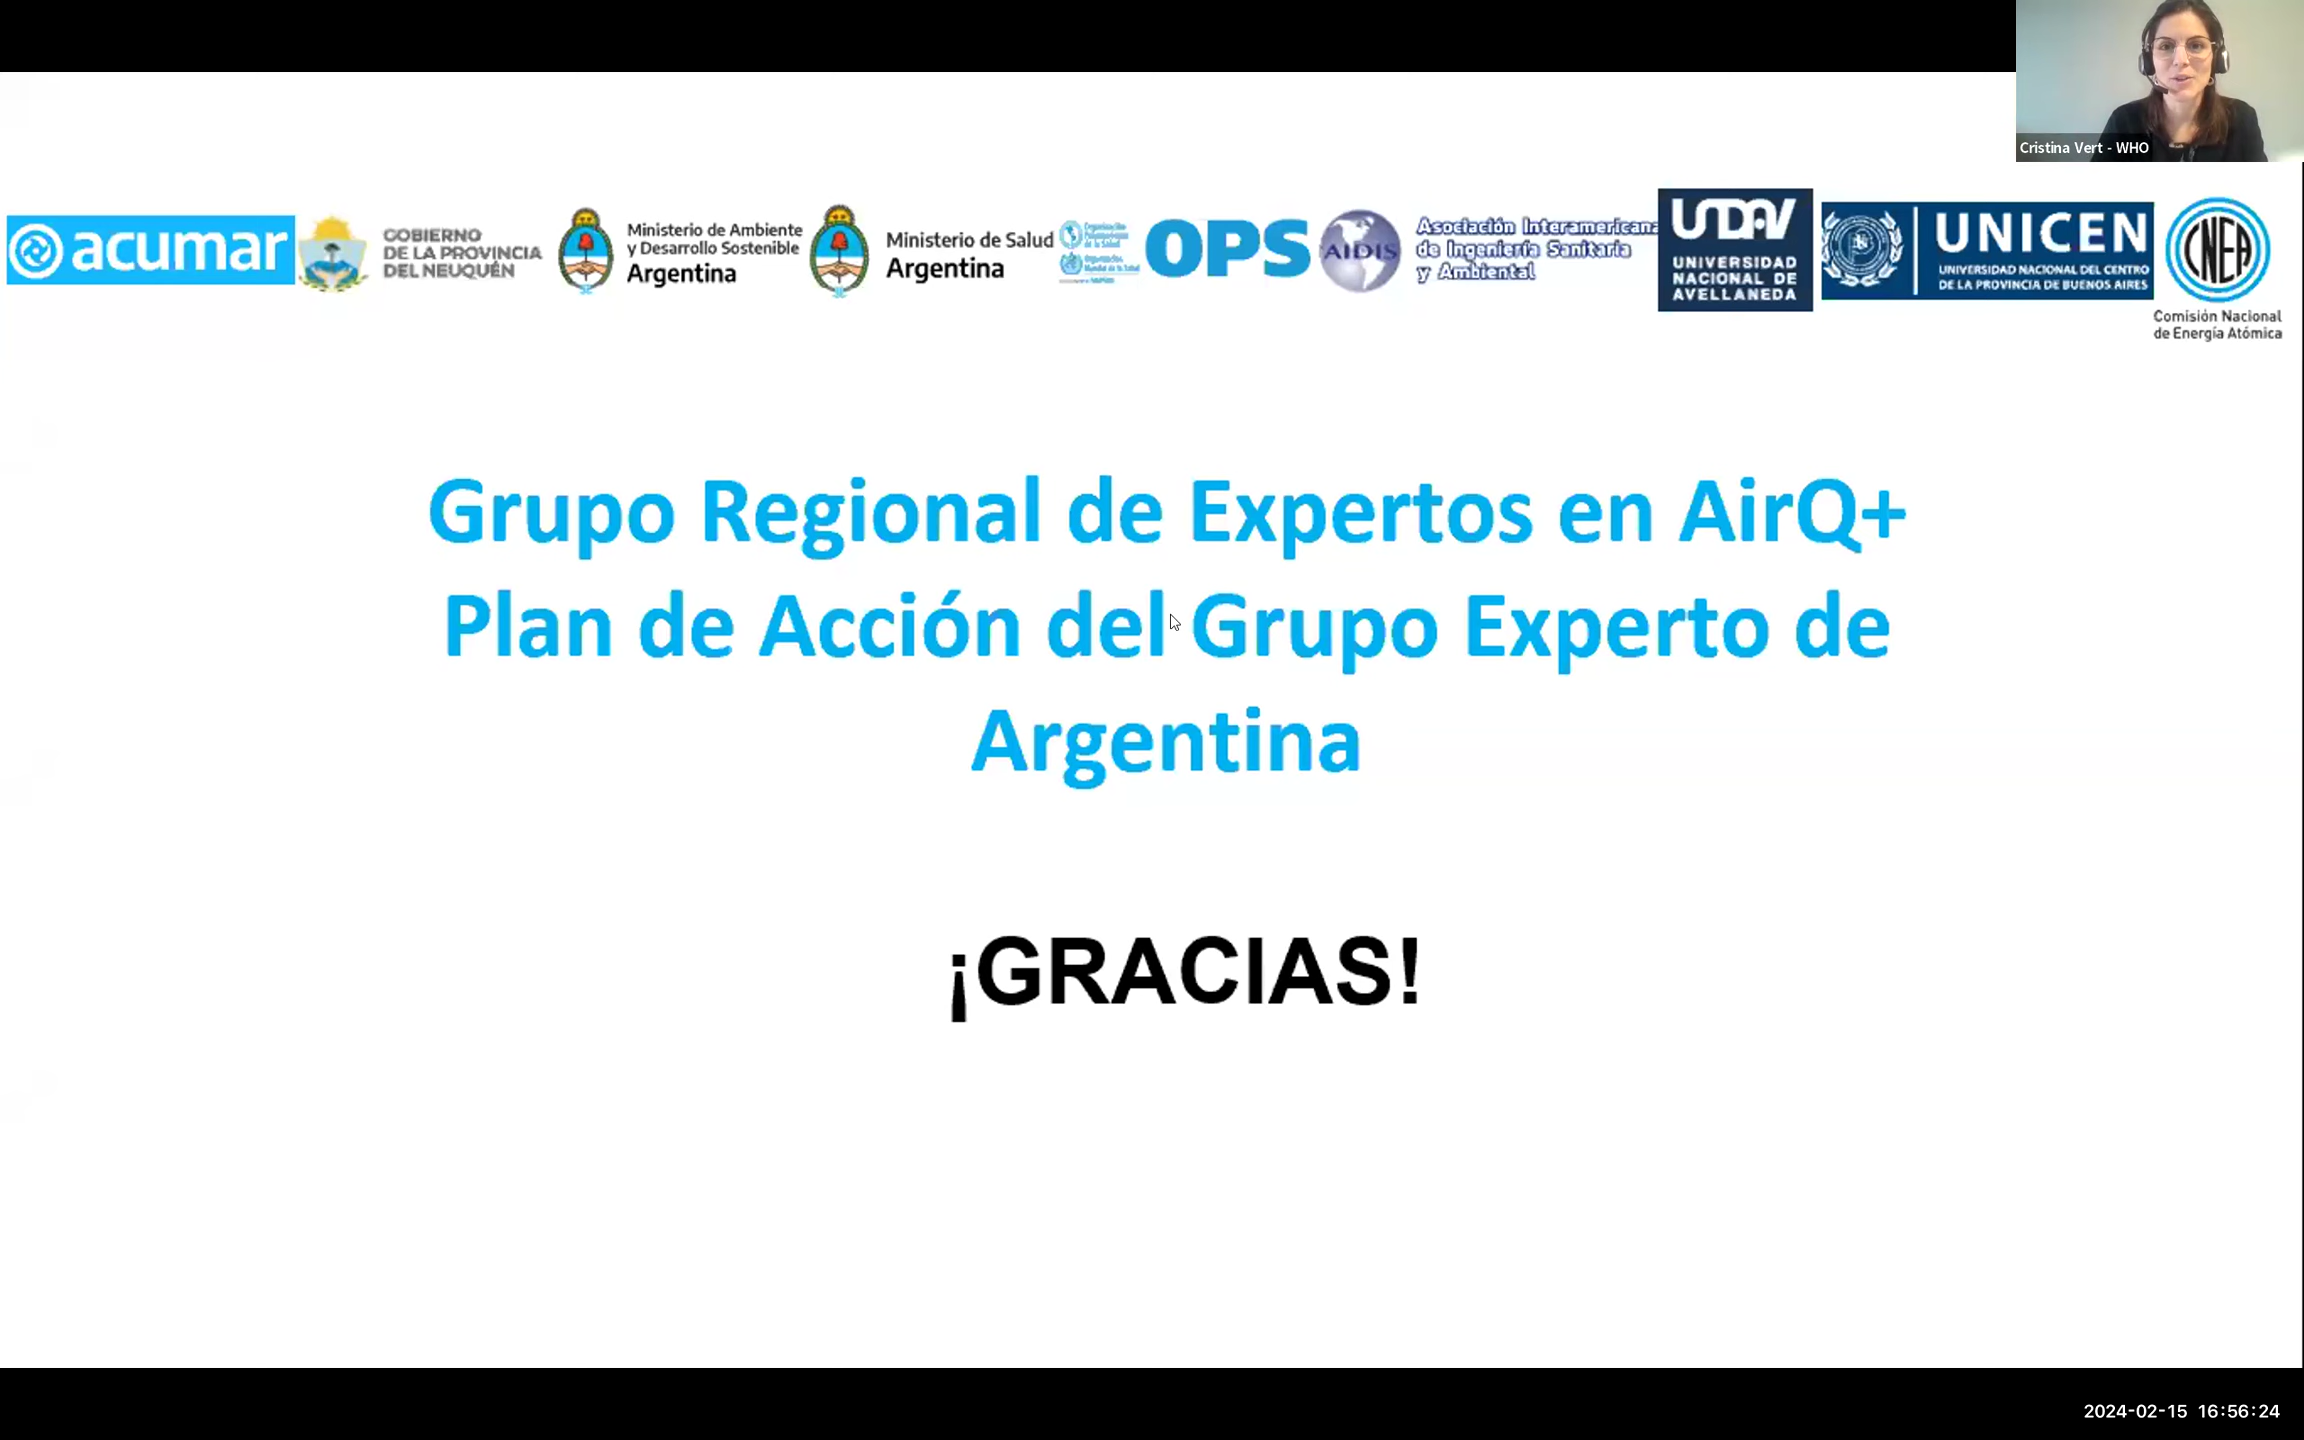 Cristina Vert - WHO
acumar
GOBIERNO
DE LA PROVINCIA
DEL NEUQUÉN
Ministerio de Ambiente
y Desarrollo Sostenible
Argentina
Ministerio de Salud
Argentina
OPS
AIDIS
Asociación Interamericana
de Ingeniería Sanitaria
y Ambiental
UNDAV
UNIVERSIDAD
NACIONAL DE
AVELLANEDA
UNICEN
UNIVERSIDAD NACIONAL DEL CENTRO
DE LA PROVINCIA DE BUENOS AIRES
CNEA
Comisión Nacional
de Energía Atómica
Grupo Regional de Expertos en AirQ+
Plan de Acción del Grupo Experto de
Argentina
¡GRACIAS!
2024-02-15 16:56:24